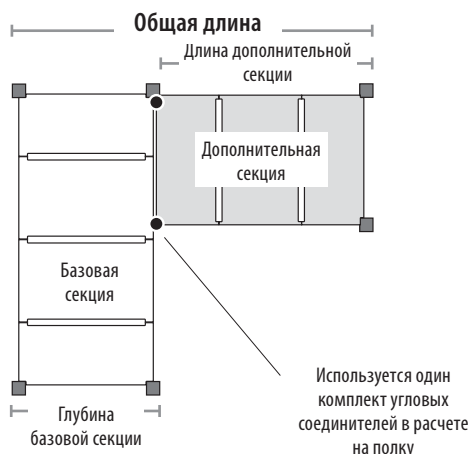 Общая длина
Длина дополнительной
секции
Дополнительная
секция
Базовая
секция
Используется один
комплект угловых
соединителей в расчете
на полку
Глубина
базовой секции